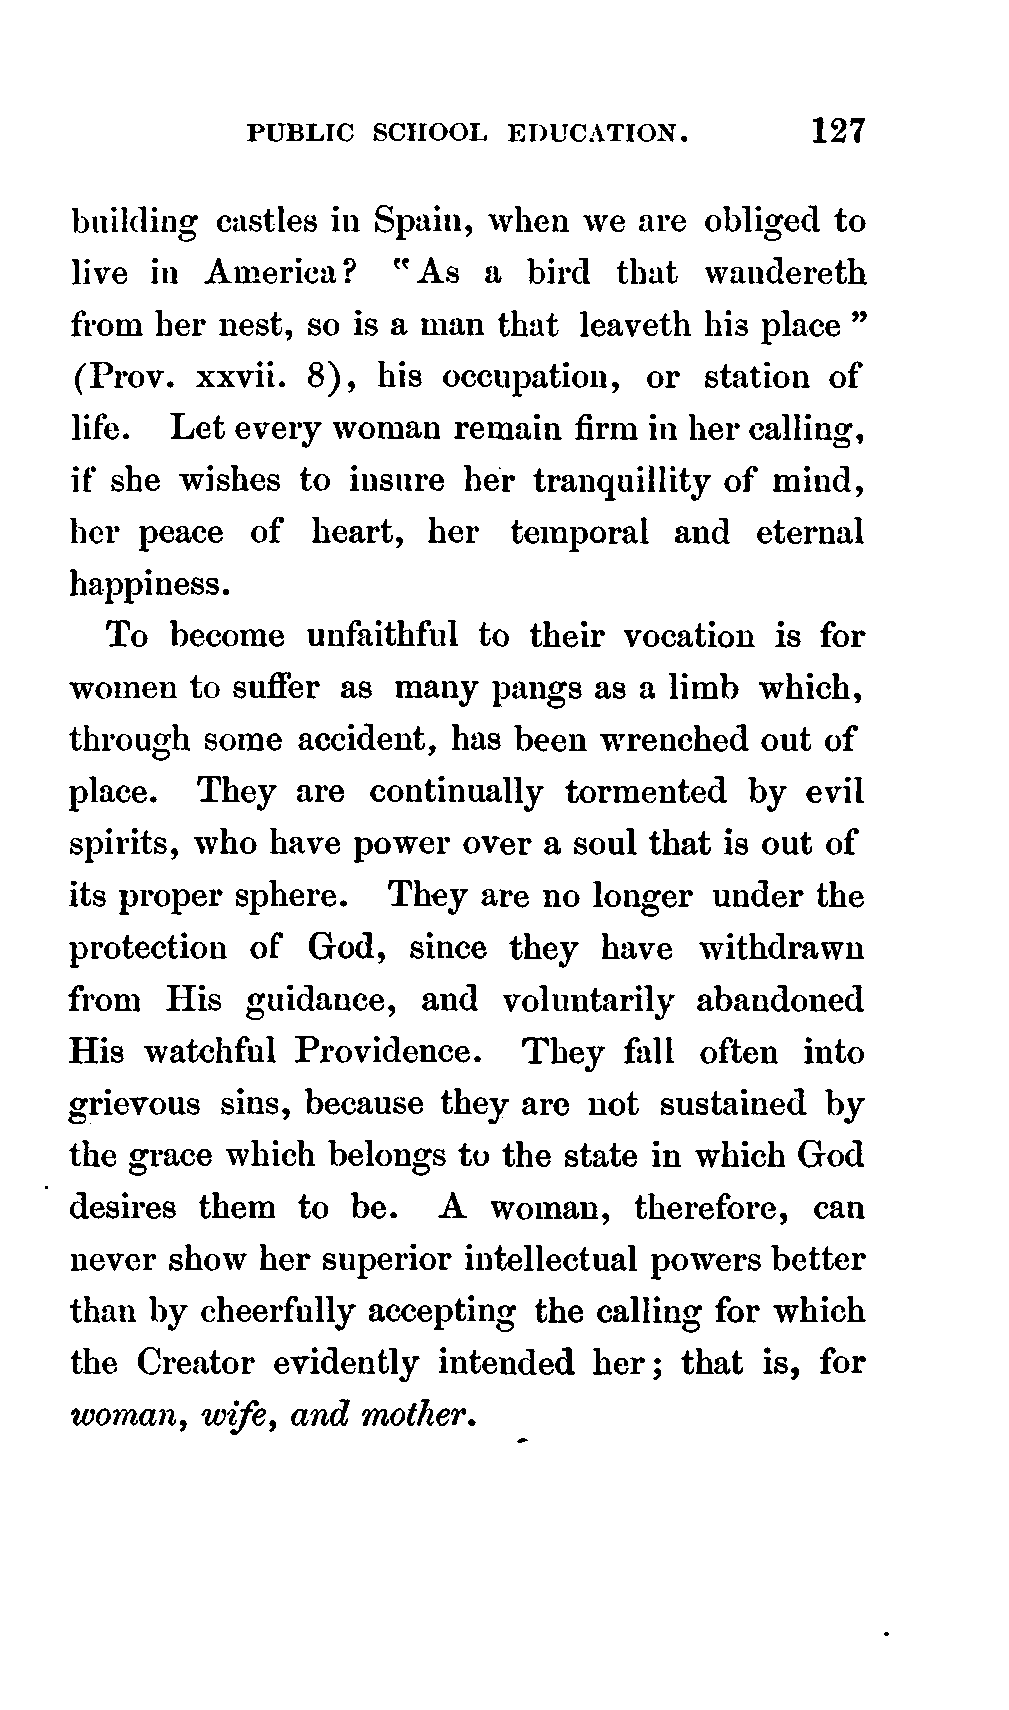 PUBLIC SCHOOL EDUCATION. 127
building castles in Spain, when we are obliged to
live in America? "As a bird that wandereth
from her nest, so is a man that leaveth his place"
(Prov. xxvii. 8), his occupation, or station of
life. Let every woman remain firm in her calling,
if she wishes to insure her tranquillity of mind,
her peace of heart, her temporal and eternal
happiness.
To become unfaithful to their vocation is for
women to suffer as many pangs as a limb which,
through some accident, has been wrenched out of
place. They are continually tormented by evil
spirits, who have power over a soul that is out of
its proper sphere. They are no longer under the
protection of God, since they have withdrawn
from His guidance, and voluntarily abandoned
His watchful Providence. They fall often into
grievous sins, because they are not sustained by
the grace which belongs to the state in which God
desires them to be. A woman, therefore, can
never show her superior intellectual powers better
than by cheerfully accepting the calling for which
the Creator evidently intended her; that is, for
woman, wife, and mother.